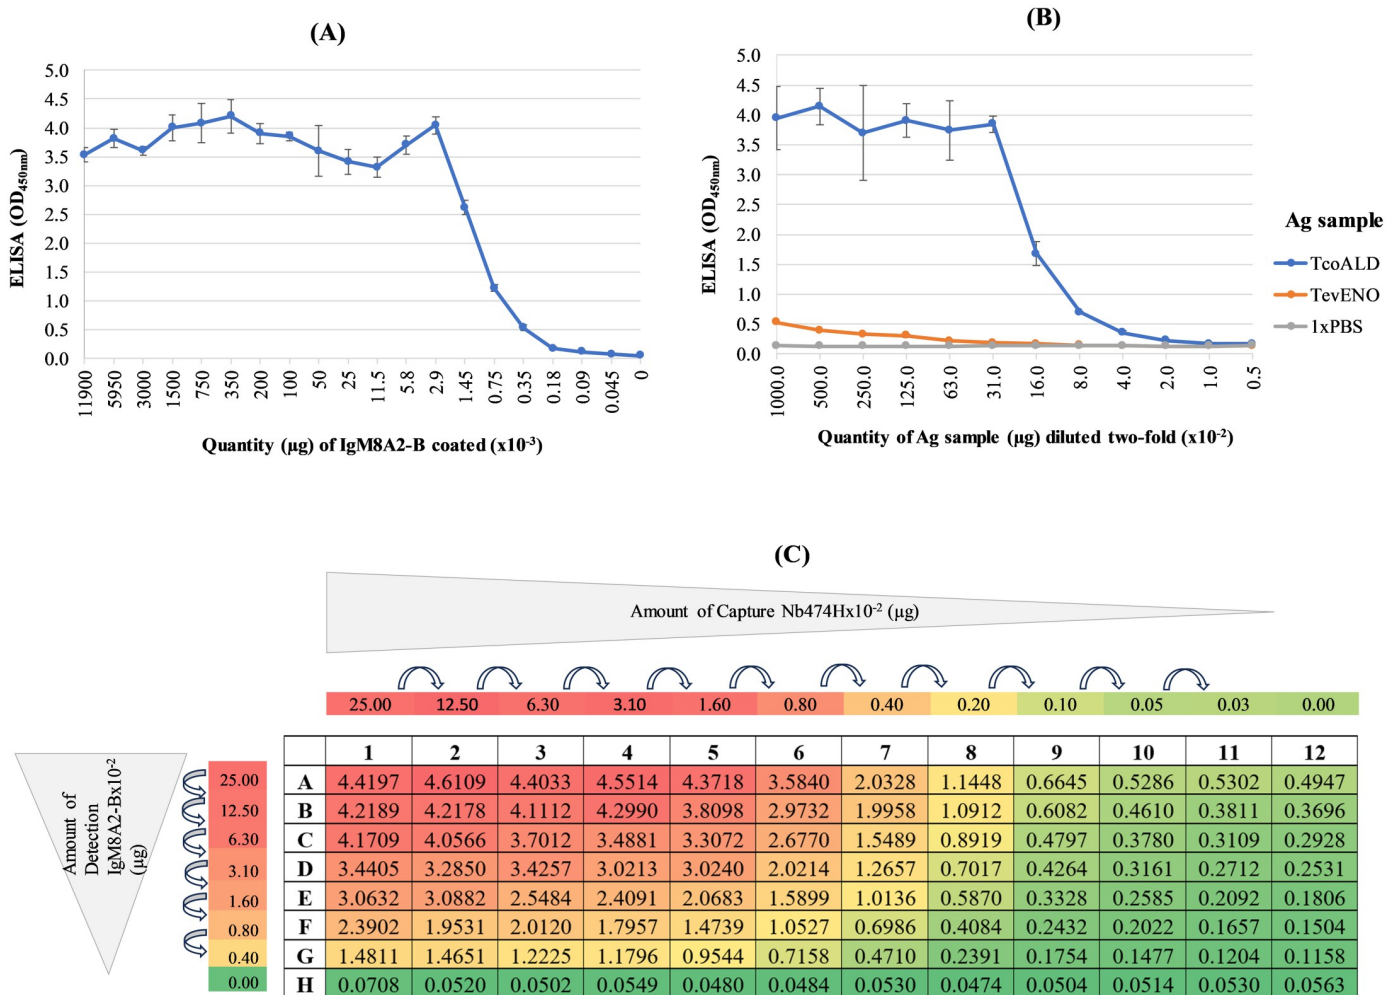 (A)
ELISA (OD450nm)
5.0
4.5
4.0
3.5
3.0
2.5
2.0
1.5
1.0
0.5
0.0
11900 5950 3000 1500 750 350 200 100 50 25 11.5 5.8 2.9 1.45 0.75 0.35 0.18 0.09 0.045 0
Quantity (µg) of IgM8A2-B coated (x10-3)
(B)
ELISA (OD450nm)
5.0
4.5
4.0
3.5
3.0
2.5
2.0
1.5
1.0
0.5
0.0
1000.0 500.0 250.0 125.0 63.0 31.0 16.0 8.0 4.0 2.0 1.0 0.5
Quantity of Ag sample (µg) diluted two-fold (x10-2)
Ag sample
TcoALD
TevENO
1xPBS
(C)
Amount of Capture Nb474Hx10-2 (µg)
25.00 12.50 6.30 3.10 1.60 0.80 0.40 0.20 0.10 0.05 0.03 0.00
Amount of
Detection
IgM8A2-Bx10-2
(µg)
1 2 3 4 5 6 7 8 9 10 11 12
25.00 A 4.4197 4.6109 4.4033 4.5514 4.3718 3.5840 2.0328 1.1448 0.6645 0.5286 0.5302 0.4947
12.50 B 4.2189 4.2178 4.1112 4.2990 3.8098 2.9732 1.9958 1.0912 0.6082 0.4610 0.3811 0.3696
6.30 C 4.1709 4.0566 3.7012 3.4881 3.3072 2.6770 1.5489 0.8919 0.4797 0.3780 0.3109 0.2928
3.10 D 3.4405 3.2850 3.4257 3.0213 3.0240 2.0214 1.2657 0.7017 0.4264 0.3161 0.2712 0.2531
1.60 E 3.0632 3.0882 2.5484 2.4091 2.0683 1.5899 1.0136 0.5870 0.3328 0.2585 0.2092 0.1806
0.80 F 2.3902 1.9531 2.0120 1.7957 1.4739 1.0527 0.6986 0.4084 0.2432 0.2022 0.1657 0.1504
0.40 G 1.4811 1.4651 1.2225 1.1796 0.9544 0.7158 0.4710 0.2391 0.1754 0.1477 0.1204 0.1158
0.00 H 0.0708 0.0520 0.0502 0.0549 0.0480 0.0484 0.0530 0.0474 0.0504 0.0514 0.0530 0.0563